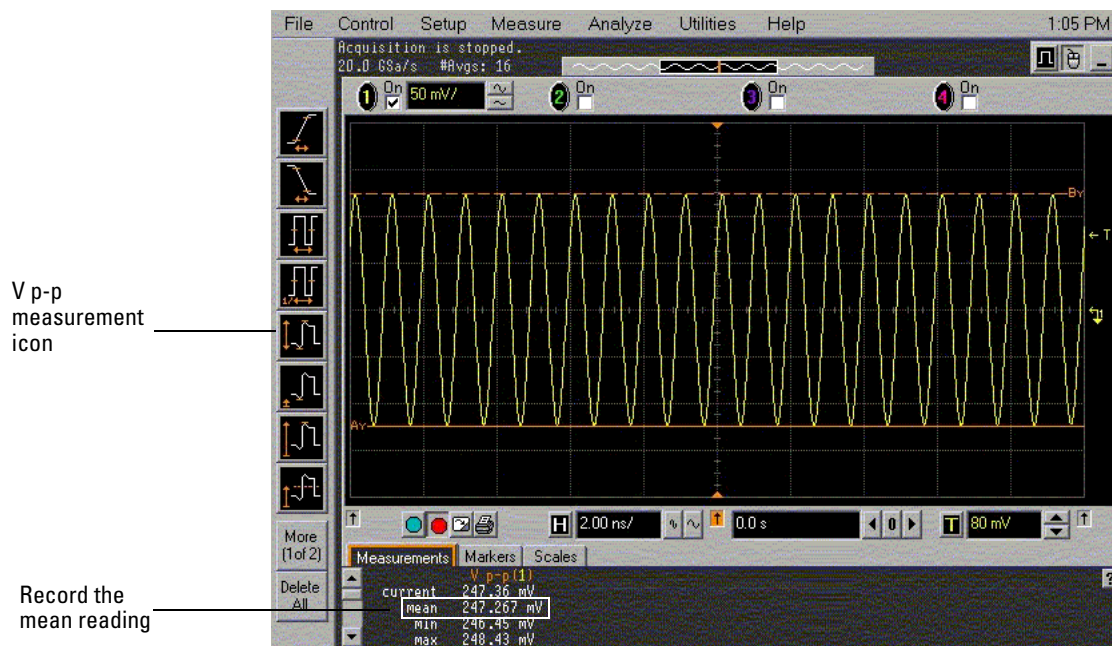 File Control Setup Measure Analyze Utilities Help 1:05 PM
Acquisition is stopped.
20.0 GSa/s #Avgs: 16
1 On 50 mV/ 2 On 3 On 4 On
By
T
V p-p
measurement
icon
1/
Ay
H 2.00 ns/ T 0.0 s 0 T 80 mV
More
(1of 2)
Delete
All
Measurements Markers Scales
?
V p-p(1)
current 247.36 mV
mean 247.267 mV
min 246.45 mV
max 248.43 mV
Record the
mean reading